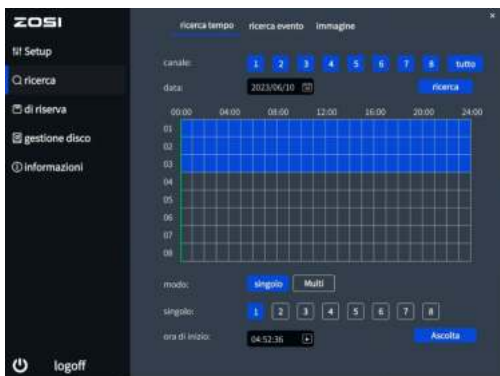 ZOSI
ricerca tempo ricerca evento immagine
Setup
canale: 1 2 3 4 5 6 7 8 tutto
ricerca
data: 2023/06/10 ricerca
di riserva
00:00 04:00 08:00 12:00 16:00 20:00 24:00
01
gestione disco
02
03
informazioni
04
05
06
07
08
modo: singolo Multi
singolo: 1 2 3 4 5 6 7 8
ora di inizio: 04:52:36 Ascolta
logoff